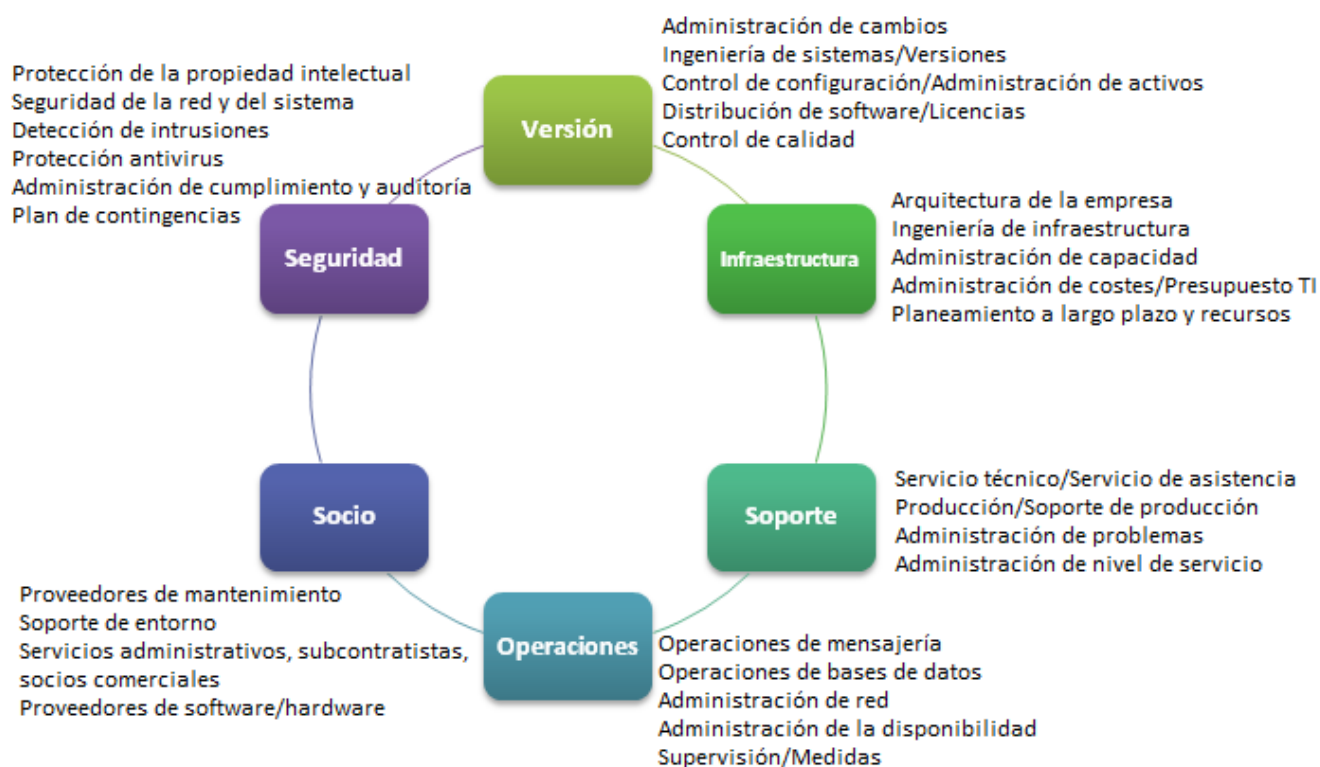 Versión
Administración de cambios
Ingeniería de sistemas/Versiones
Control de configuración/Administración de activos
Distribución de software/Licencias
Control de calidad
Infraestructura
Arquitectura de la empresa
Ingeniería de infraestructura
Administración de capacidad
Administración de costes/Presupuesto TI
Planeamiento a largo plazo y recursos
Soporte
Servicio técnico/Servicio de asistencia
Producción/Soporte de producción
Administración de problemas
Administración de nivel de servicio
Operaciones
Operaciones de mensajería
Operaciones de bases de datos
Administración de red
Administración de la disponibilidad
Supervisión/Medidas
Socio
Proveedores de mantenimiento
Soporte de entorno
Servicios administrativos, subcontratistas,
socios comerciales
Proveedores de software/hardware
Seguridad
Protección de la propiedad intelectual
Seguridad de la red y del sistema
Detección de intrusiones
Protección antivirus
Administración de cumplimiento y auditoría
Plan de contingencias